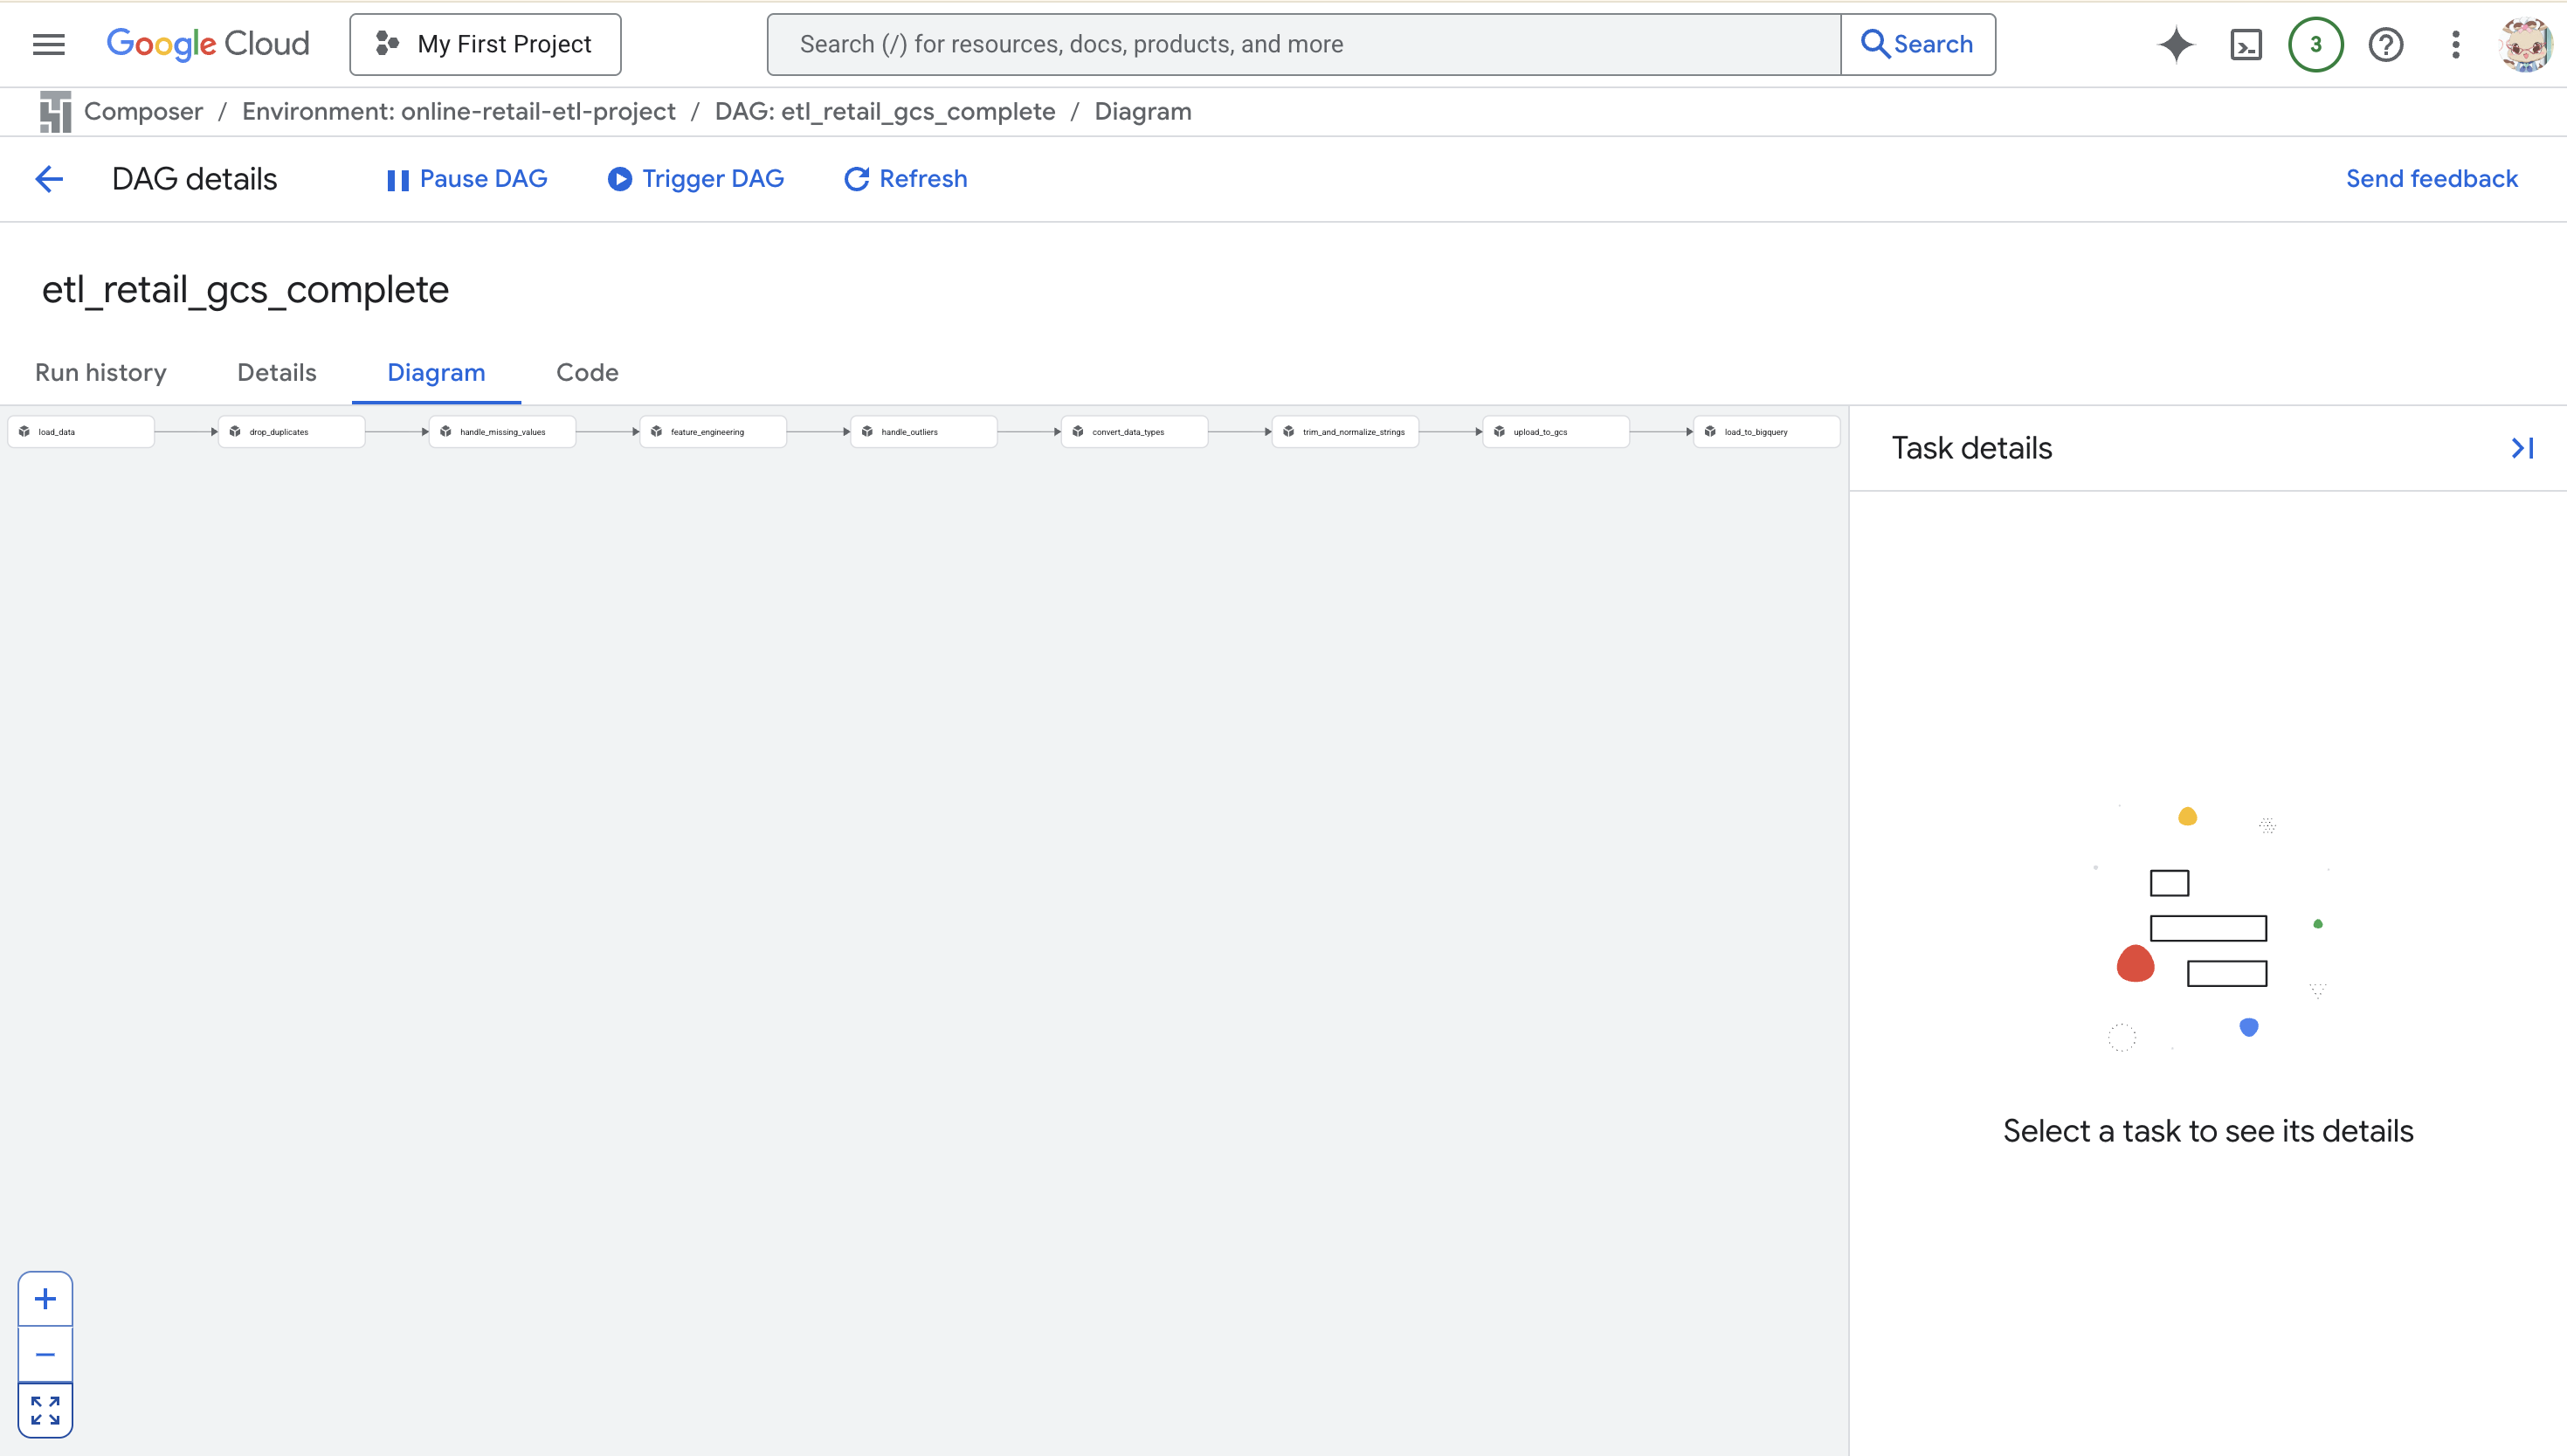 Google Cloud My First Project Search (/) for resources, docs, products, and more Search 3
Composer / Environment: online-retail-etl-project / DAG: etl_retail_gcs_complete / Diagram
DAG details Pause DAG Trigger DAG Refresh Send feedback
etl_retail_gcs_complete
Run history Details Diagram Code
load_data drop_duplicates handle_missing_values feature_engineering handle_outliers convert_data_types trim_and_normalize_strings upload_to_gcs load_to_bigquery
Task details
Select a task to see its details